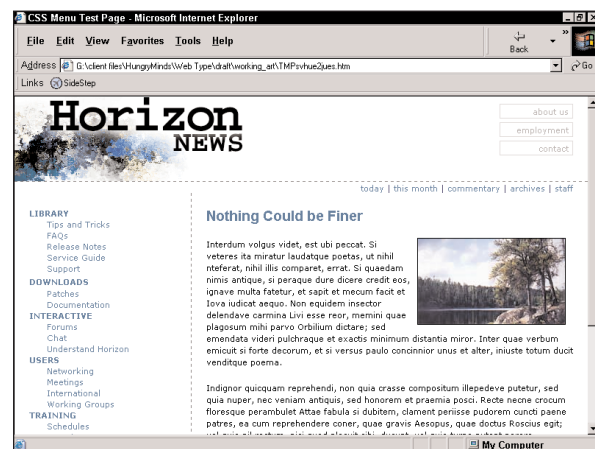 CSS Menu Test Page - Microsoft Internet Explorer
File Edit View Favorites Tools Help
Back
»
Address G:\client files\HungryMinds\Web Type\draft\working_art\TMPsvhue2jues.htm
Go
Links SideStep
Horizon
NEWS
about us
employment
contact
today | this month | commentary | archives | staff
LIBRARY
Tips and Tricks
FAQs
Release Notes
Service Guide
Support
DOWNLOADS
Patches
Documentation
INTERACTIVE
Forums
Chat
Understand Horizon
USERS
Networking
Meetings
International
Working Groups
TRAINING
Schedules
Nothing Could be Finer
Interdum volgus videt, est ubi peccat. Si
veteres ita miratur laudatque poetas, ut nihil
nteferat, nihil illis comparet, errat. Si quaedam
nimis antique, si peraque dure dicere credit eos,
ignave multa fatetur, et sapit et mecum facit et
Iova iudicat aequo. Non equidem insector
delendave carmina Livi esse reor, memini quae
plagosum mihi parvo Orbilium dictare; sed
emendata videri pulchraque et exactis minimum distantia miror. Inter quae verbum
emicuit si forte decorum, et si versus paulo concinnior unus et alter, iniuste totum ducit
venditque poema.
Indignor quicquam reprehendi, non quia crasse compositum illepedeve putetur, sed
quia nuper, nec veniam antiquis, sed honorem et praemia posci. Recte necne crocum
floresque perambulet Attae fabula si dubitem, clament periisse pudorem cuncti paene
patres, ea cum reprehendere coner, quae gravis Aesopus, quae doctus Roscius egit;
My Computer